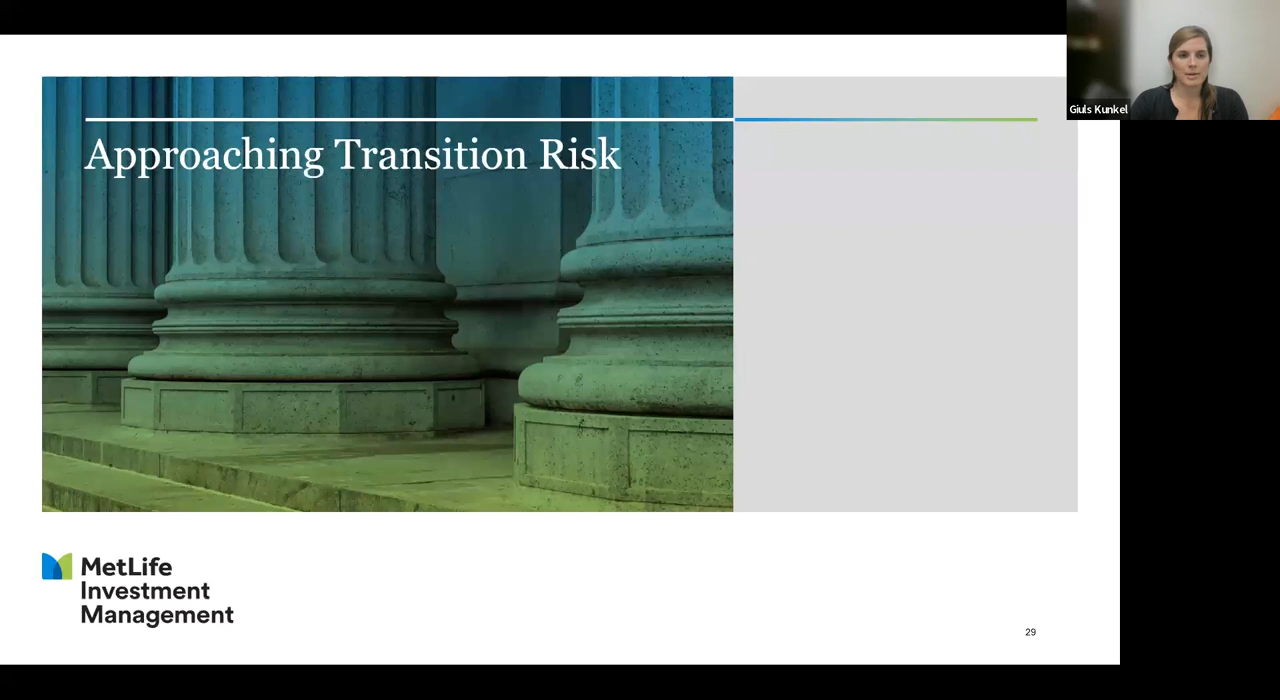 Giuls Kunkel
Approaching Transition Risk
MetLife
Investment
Management
29